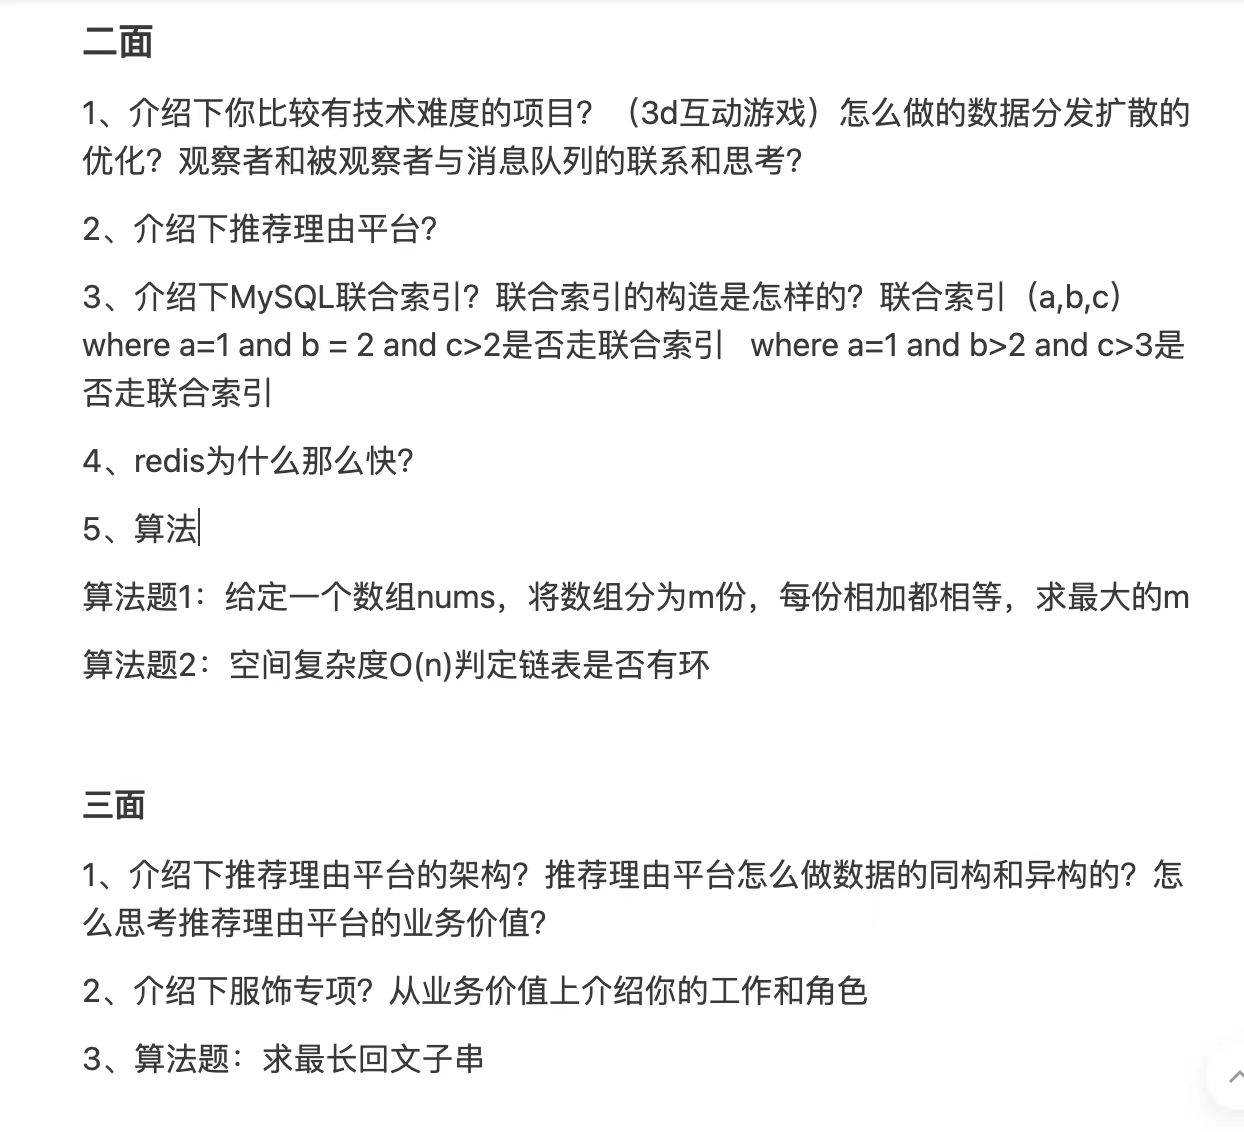 二面
1、介绍下你比较有技术难度的项目？（3d互动游戏）怎么做的数据分发扩散的
优化？观察者和被观察者与消息队列的联系和思考？
2、介绍下推荐理由平台？
3、介绍下MySQL联合索引？联合索引的构造是怎样的？联合索引（a,b,c）
where a=1 and b = 2 and c>2是否走联合索引   where a=1 and b>2 and c>3是
否走联合索引
4、redis为什么那么快？
5、算法
算法题1：给定一个数组nums，将数组分为m份，每份相加都相等，求最大的m
算法题2：空间复杂度O(n)判定链表是否有环
三面
1、介绍下推荐理由平台的架构？推荐理由平台怎么做数据的同构和异构的？怎
么思考推荐理由平台的业务价值？
2、介绍下服饰专项？从业务价值上介绍你的工作和角色
3、算法题：求最长回文子串